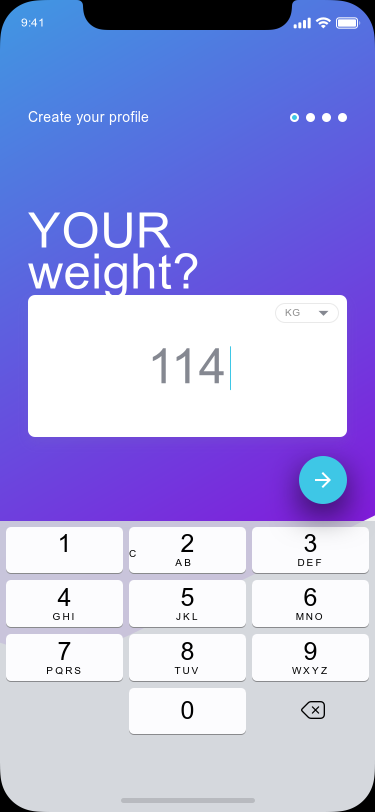 9:41
Create your profile
YOUR
weight?
KG
114
1
2
3
C
AB
DEF
4
5
6
GHI
JKL
MNO
7
8
9
PQRS
TUV
WXYZ
0